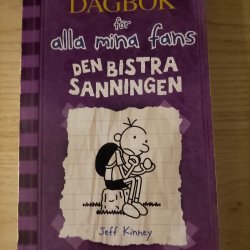 DAGBOK
för
alla mina fans
DEN BISTRA
SANNINGEN
Jeff Kinney